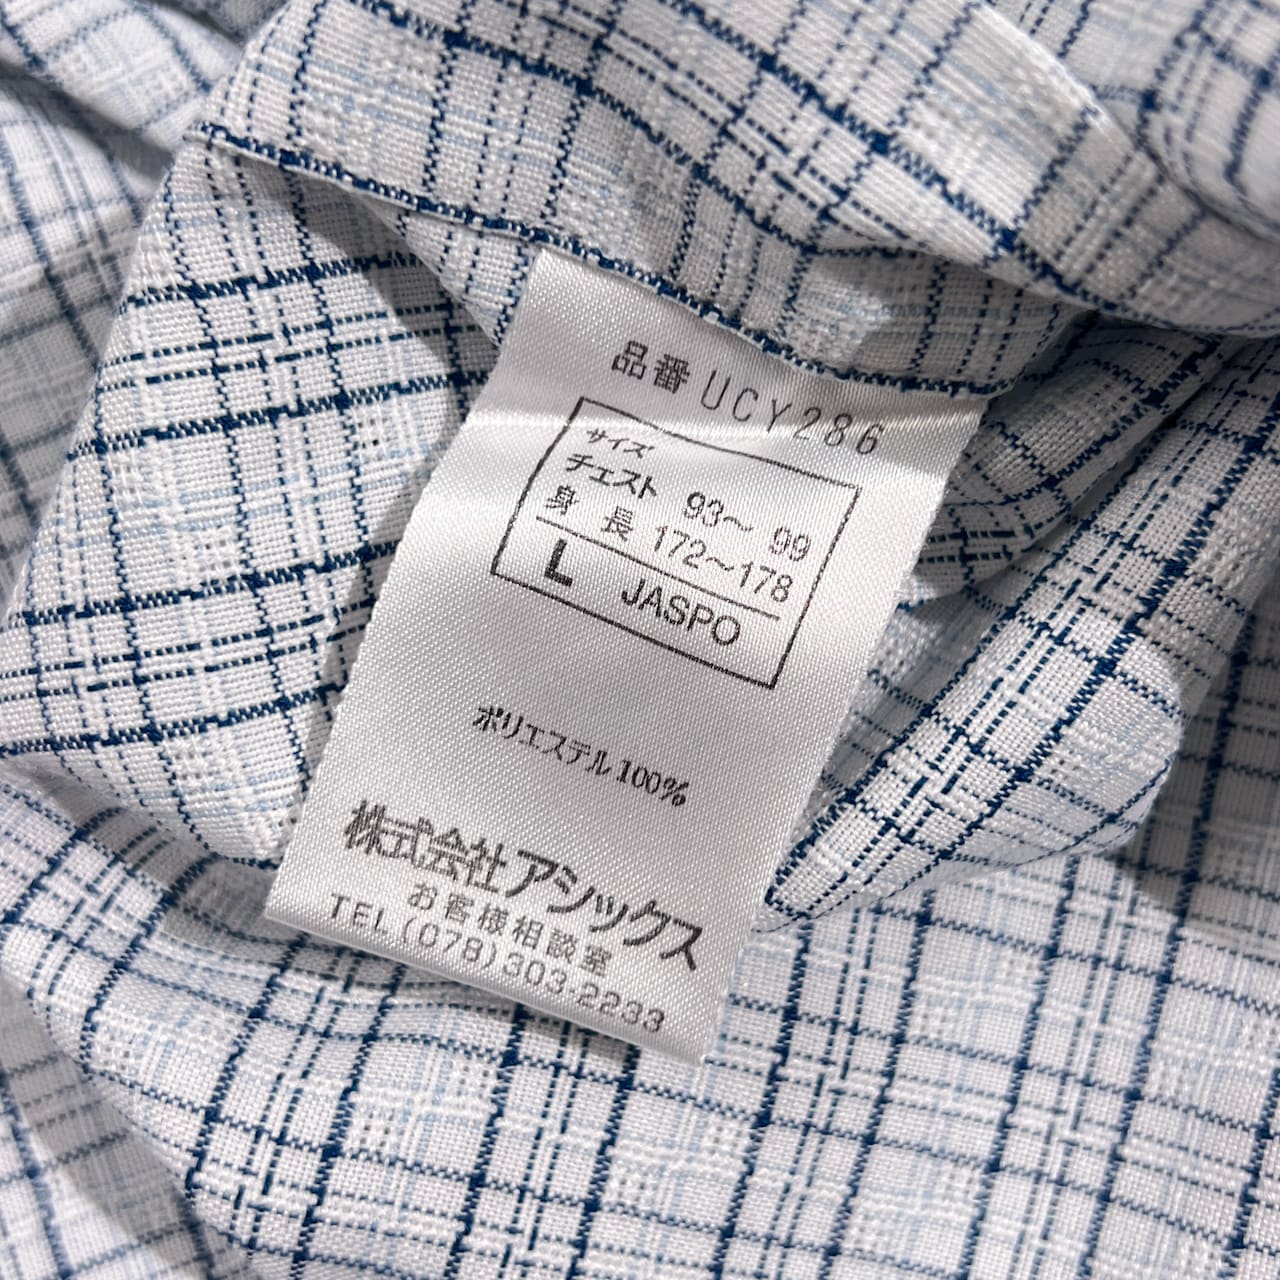 品番 UCY286
サイズ
チェスト 93～ 99
身 長 172～178
L JASPO
ポリエステル100%
株式会社アシックス
お客様相談室
TEL(078)303-2233